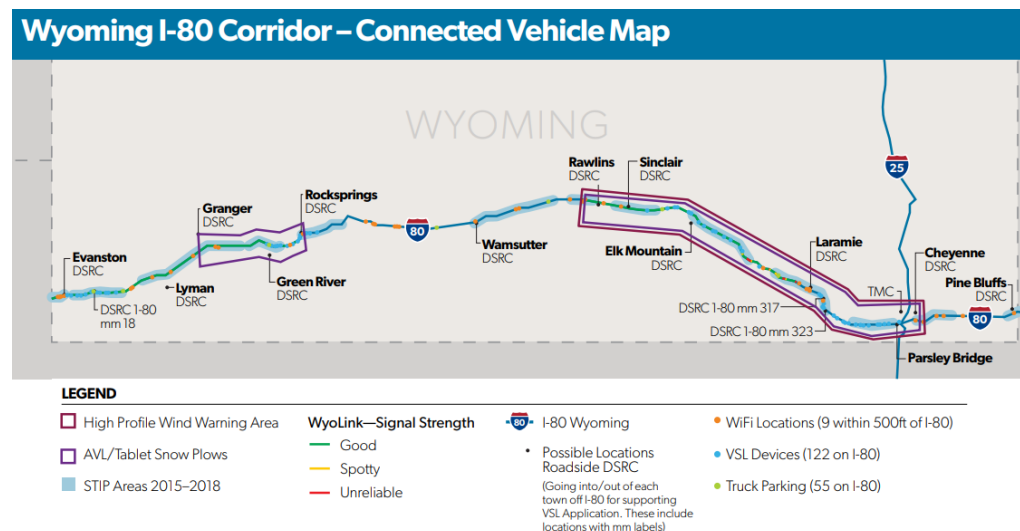 Wyoming I-80 Corridor – Connected Vehicle Map
WYOMING
25
Rawlins
DSRC
Sinclair
DSRC
Rocksprings
DSRC
Granger
DSRC
80
Wamsutter
DSRC
Elk Mountain
DSRC
Laramie
DSRC
Evanston
DSRC
Lyman
DSRC
Green River
DSRC
Cheyenne
DSRC
TMC
Pine Bluffs
DSRC
DSRC 1-80
mm 18
DSRC 1-80 mm 317
DSRC 1-80 mm 323
80
Parsley Bridge
LEGEND
High Profile Wind Warning Area
AVL/Tablet Snow Plows
STIP Areas 2015–2018
WyoLink—Signal Strength
Good
Spotty
Unreliable
80
I-80 Wyoming
Possible Locations
Roadside DSRC
(Going into/out of each
town off I-80 for supporting
VSL Application. These include
locations with mm labels)
WiFi Locations (9 within 500ft of I-80)
VSL Devices (122 on I-80)
Truck Parking (55 on I-80)